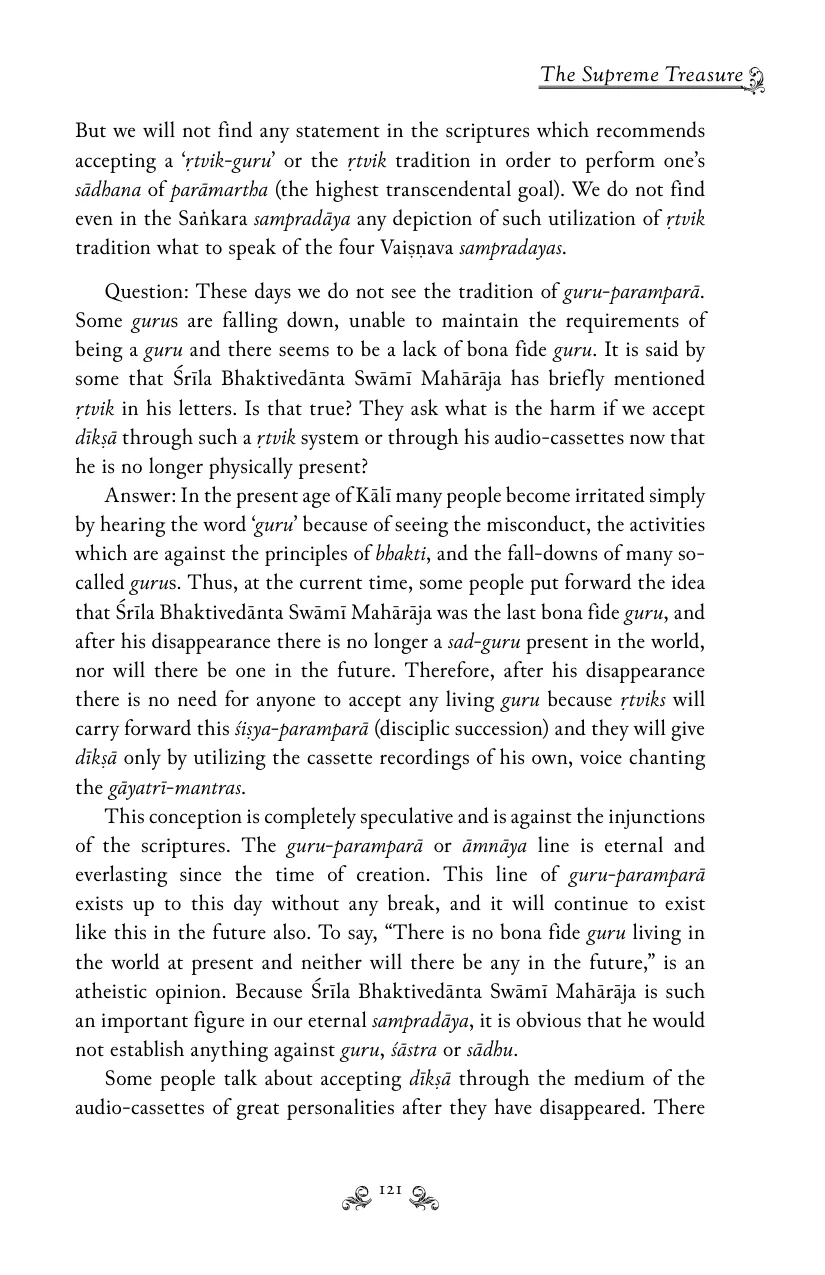 The Supreme Treasure
But we will not find any statement in the scriptures which recommends
accepting a ‘ṛtvik-guru’ or the ṛtvik tradition in order to perform one’s
sādhana of parāmartha (the highest transcendental goal). We do not find
even in the Saṅkara sampradāya any depiction of such utilization of ṛtvik
tradition what to speak of the four Vaiṣṇava sampradayas.
Question: These days we do not see the tradition of guru-paramparā.
Some gurus are falling down, unable to maintain the requirements of
being a guru and there seems to be a lack of bona fide guru. It is said by
some that Śrīla Bhaktivedānta Swāmī Mahārāja has briefly mentioned
ṛtvik in his letters. Is that true? They ask what is the harm if we accept
dīkṣā through such a ṛtvik system or through his audio-cassettes now that
he is no longer physically present?
Answer: In the present age of Kālī many people become irritated simply
by hearing the word ‘guru’ because of seeing the misconduct, the activities
which are against the principles of bhakti, and the fall-downs of many so-
called gurus. Thus, at the current time, some people put forward the idea
that Śrīla Bhaktivedānta Swāmī Mahārāja was the last bona fide guru, and
after his disappearance there is no longer a sad-guru present in the world,
nor will there be one in the future. Therefore, after his disappearance
there is no need for anyone to accept any living guru because ṛtviks will
carry forward this śiṣya-paramparā (disciplic succession) and they will give
dīkṣā only by utilizing the cassette recordings of his own, voice chanting
the gāyatrī-mantras.
This conception is completely speculative and is against the injunctions
of the scriptures. The guru-paramparā or āmnāya line is eternal and
everlasting since the time of creation. This line of guru-paramparā
exists up to this day without any break, and it will continue to exist
like this in the future also. To say, “There is no bona fide guru living in
the world at present and neither will there be any in the future,” is an
atheistic opinion. Because Śrīla Bhaktivedānta Swāmī Mahārāja is such
an important figure in our eternal sampradāya, it is obvious that he would
not establish anything against guru, śāstra or sādhu.
Some people talk about accepting dīkṣā through the medium of the
audio-cassettes of great personalities after they have disappeared. There
121